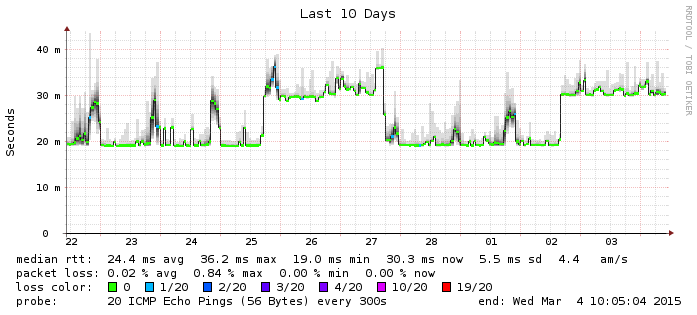 Last 10 Days
RRDTOOL / TOBI OETIKER
Seconds
40 m
30 m
20 m
10 m
0
22 23 24 25 26 27 28 01 02 03
median rtt: 24.4 ms avg 36.2 ms max 19.0 ms min 30.3 ms now 5.5 ms sd 4.4 am/s
packet loss: 0.02 % avg 0.84 % max 0.00 % min 0.00 % now
loss color: 0 1/20 2/20 3/20 4/20 10/20 19/20
probe: 20 ICMP Echo Pings (56 Bytes) every 300s end: Wed Mar 4 10:05:04 2015